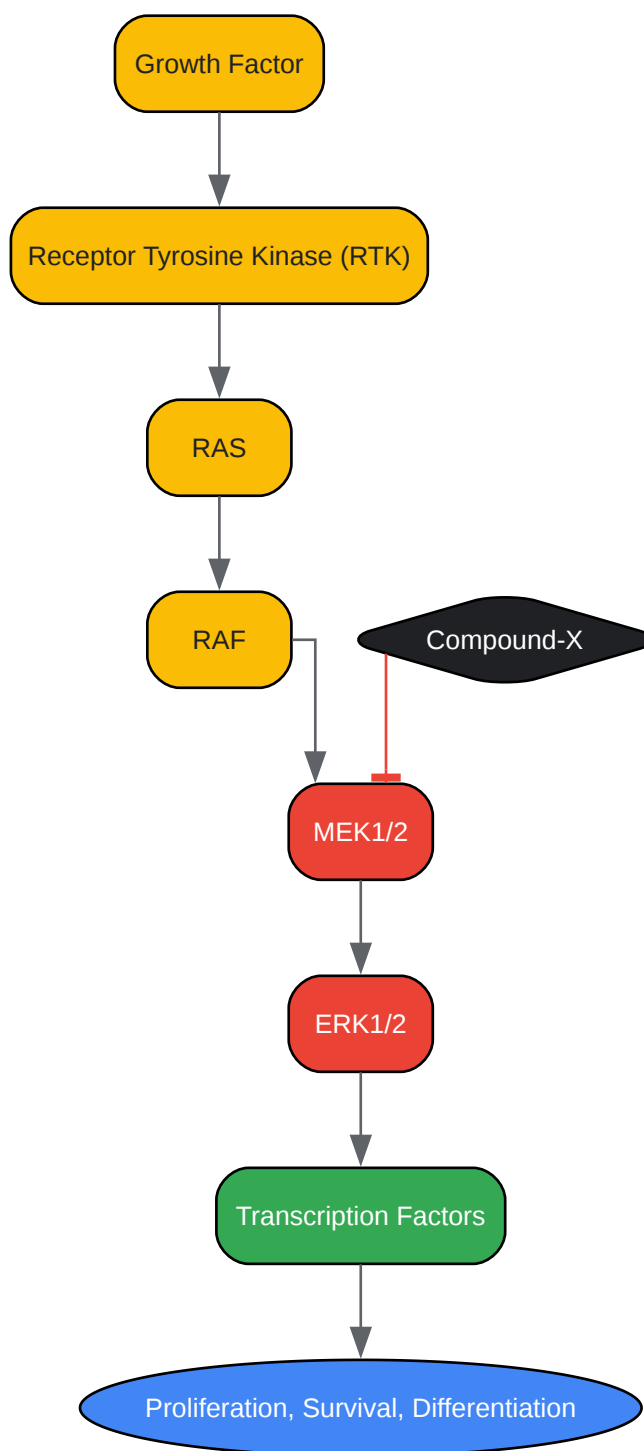 Growth Factor
Receptor Tyrosine Kinase (RTK)
RAS
RAF
Compound-X
MEK1/2
ERK1/2
Transcription Factors
Proliferation, Survival, Differentiation